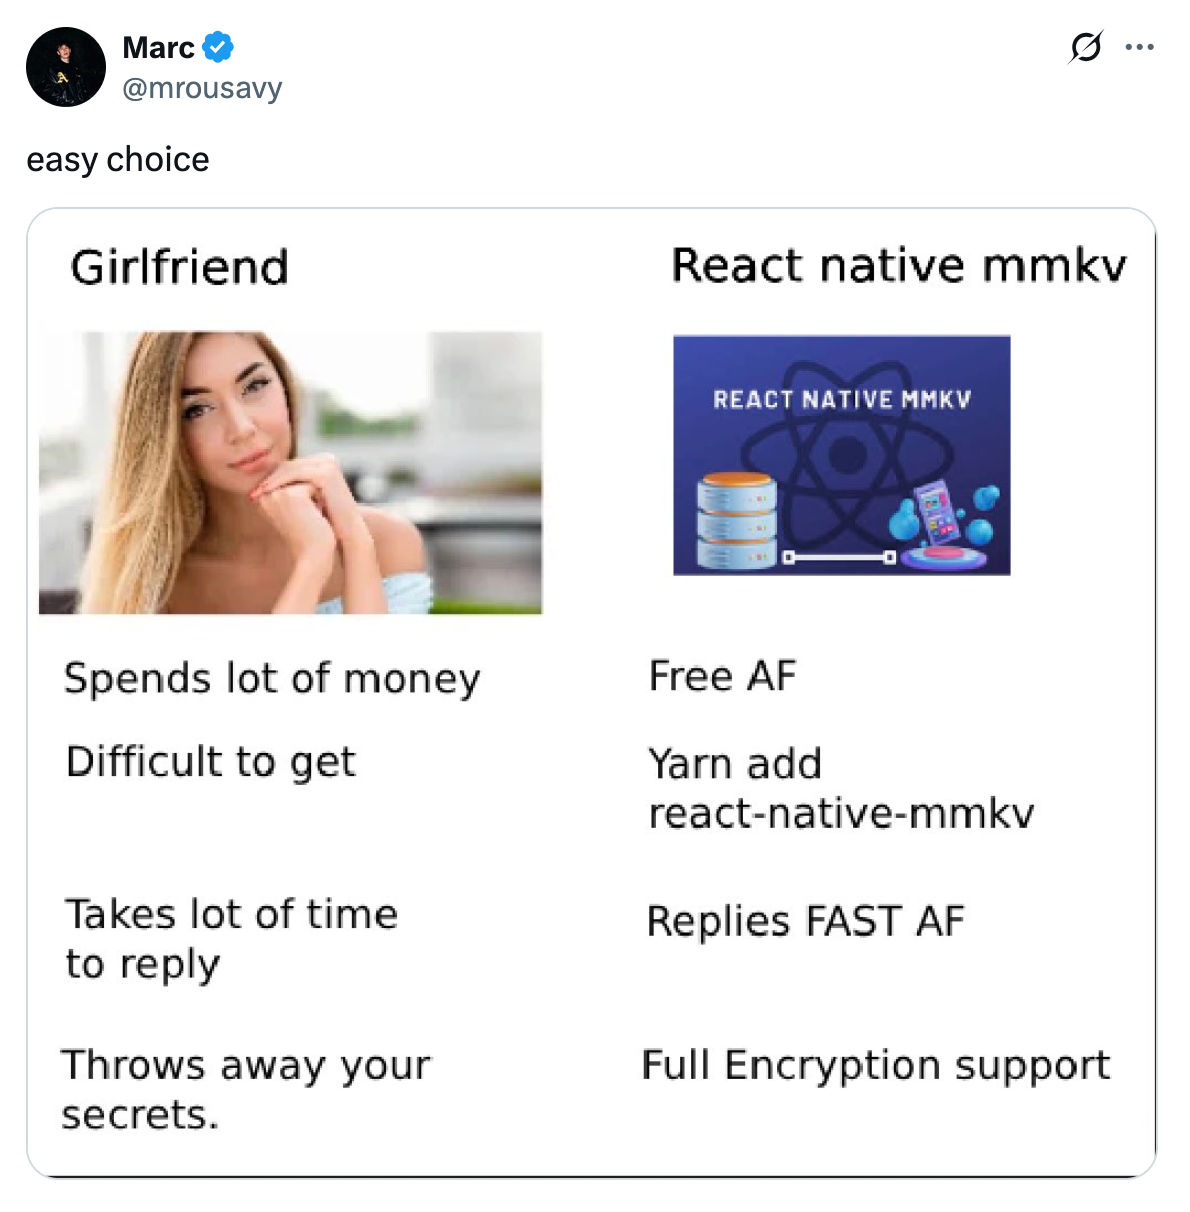 Marc
@mrousavy
easy choice
Girlfriend
React native mmkv
REACT NATIVE MMKV
Spends lot of money
Free AF
Difficult to get
Yarn add
react-native-mmkv
Takes lot of time
to reply
Replies FAST AF
Throws away your
secrets.
Full Encryption support